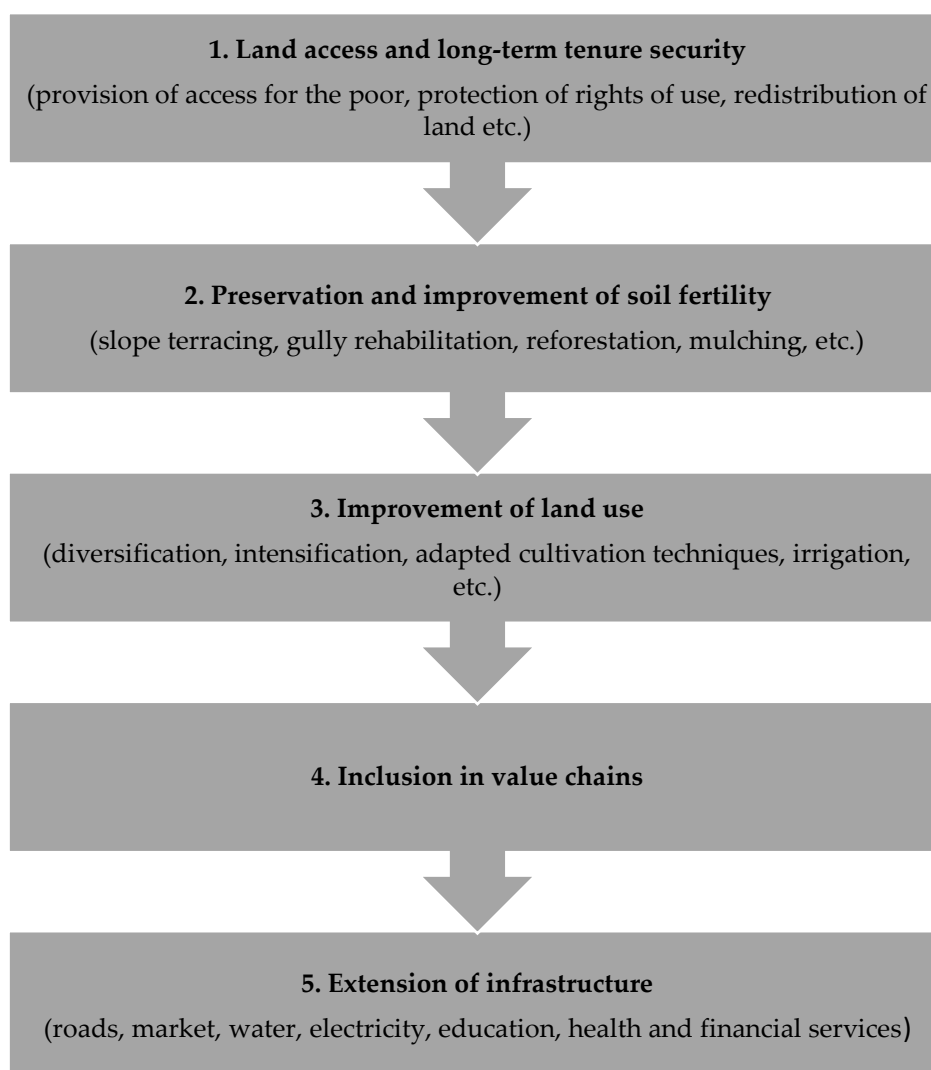 1. Land access and long-term tenure security
(provision of access for the poor, protection of rights of use, redistribution of
land etc.)
2. Preservation and improvement of soil fertility
(slope terracing, gully rehabilitation, reforestation, mulching, etc.)
3. Improvement of land use
(diversification, intensification, adapted cultivation techniques, irrigation,
etc.)
4. Inclusion in value chains
5. Extension of infrastructure
(roads, market, water, electricity, education, health and financial services)